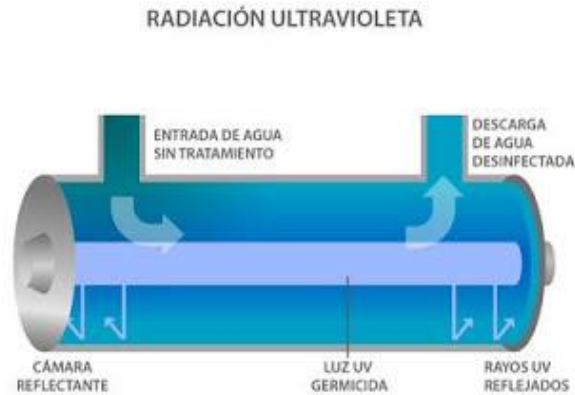 RADIACIÓN ULTRAVIOLETA
ENTRADA DE AGUA
SIN TRATAMIENTO
DESCARGA
DE AGUA
DESINFECTADA
CÁMARA
REFLECTANTE
LUZ UV
GERMICIDA
RAYOS UV
REFLEJADOS